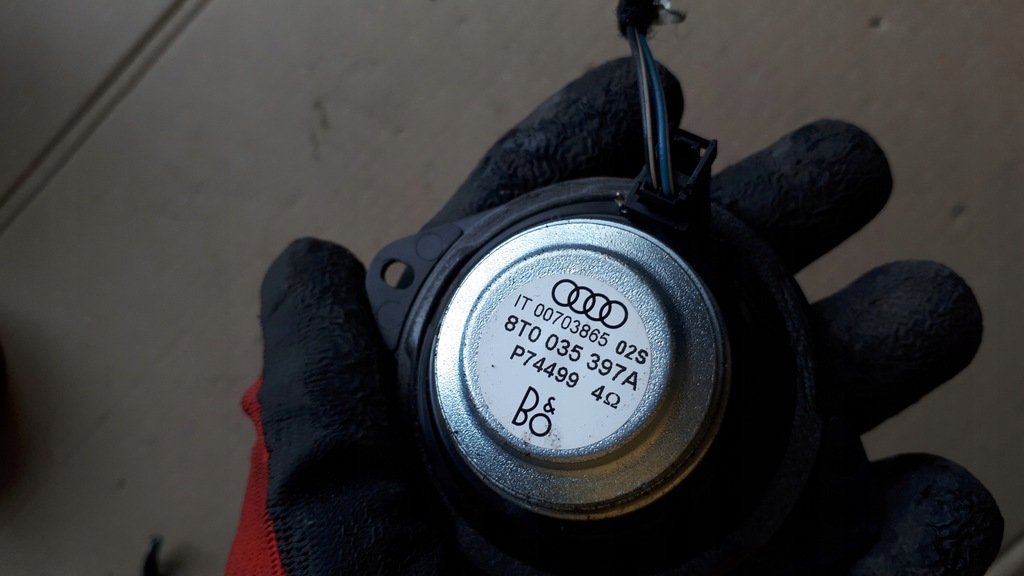 IT 00703865 02S
8T0 035 397A
P74499 4Ω
B&O